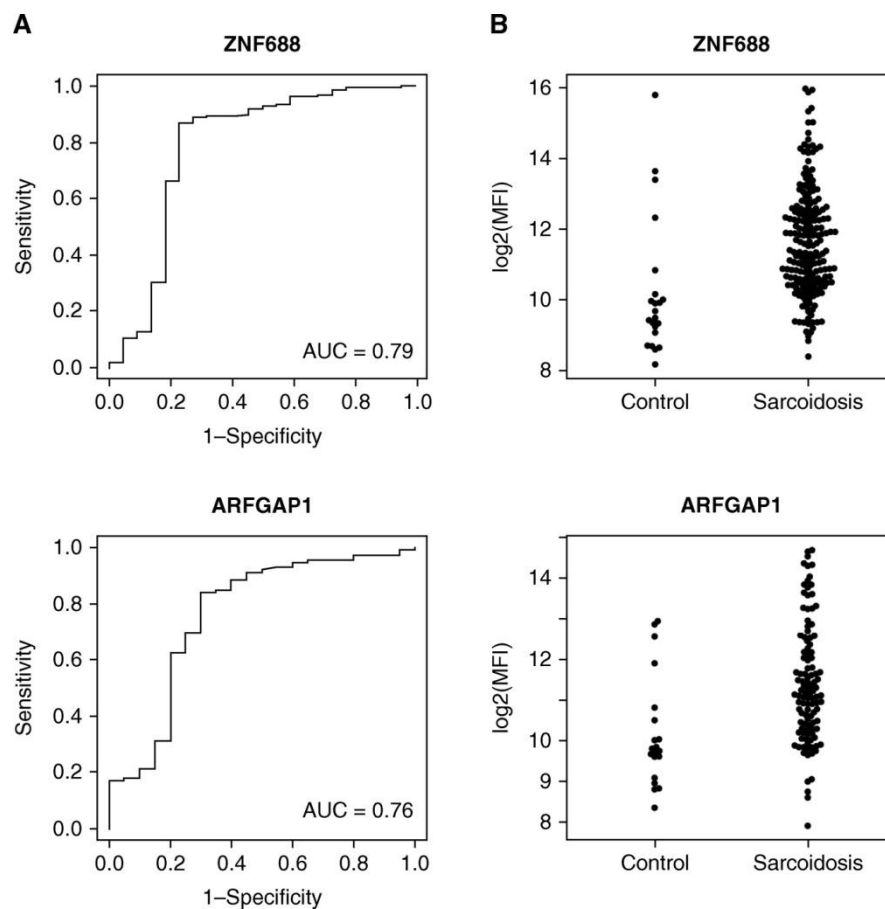 A
ZNF688
Sensitivity
1.0
0.8
0.6
0.4
0.2
0.0
AUC = 0.79
0.0 0.2 0.4 0.6 0.8 1.0
1–Specificity
B
ZNF688
log2(MFI)
16
14
12
10
8
Control Sarcoidosis
ARFGAP1
Sensitivity
1.0
0.8
0.6
0.4
0.2
0.0
AUC = 0.76
0.0 0.2 0.4 0.6 0.8 1.0
1–Specificity
ARFGAP1
log2(MFI)
14
12
11
10
9
8
Control Sarcoidosis